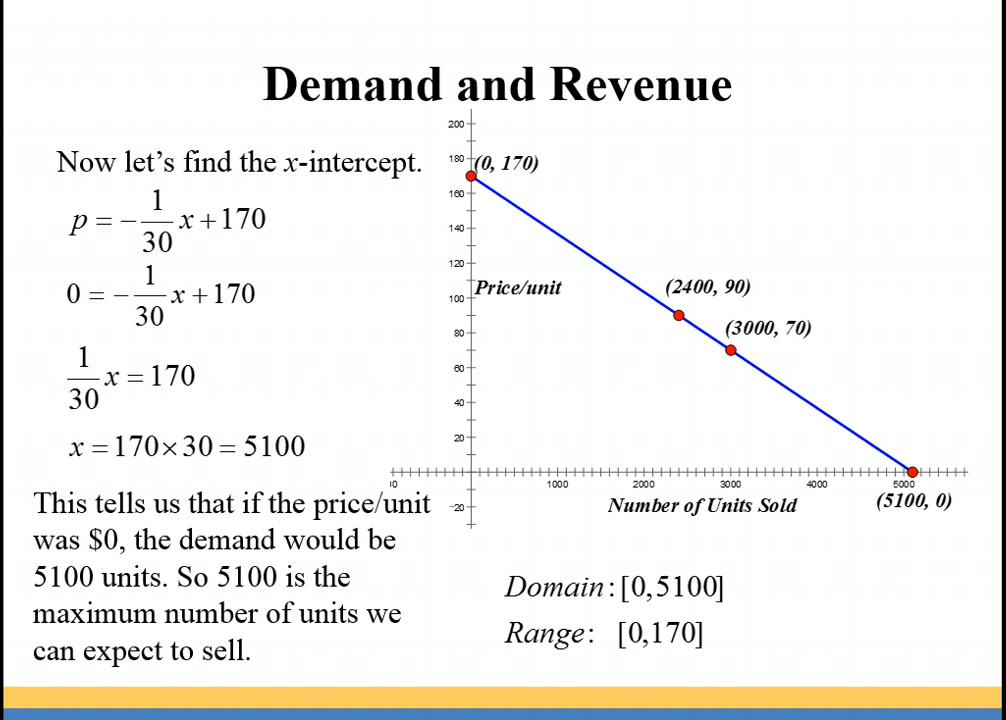 Demand and Revenue
Now let's find the x-intercept.
p = −1/30 x + 170
0 = −1/30 x + 170
1/30 x = 170
x = 170 × 30 = 5100
This tells us that if the price/unit
was $0, the demand would be
5100 units. So 5100 is the
maximum number of units we
can expect to sell.
200
180
(0, 170)
160
140
120
Price/unit
100
(2400, 90)
80
(3000, 70)
60
40
20
-20
1000
2000
3000
4000
5000
Number of Units Sold
(5100, 0)
Domain: [0,5100]
Range: [0,170]